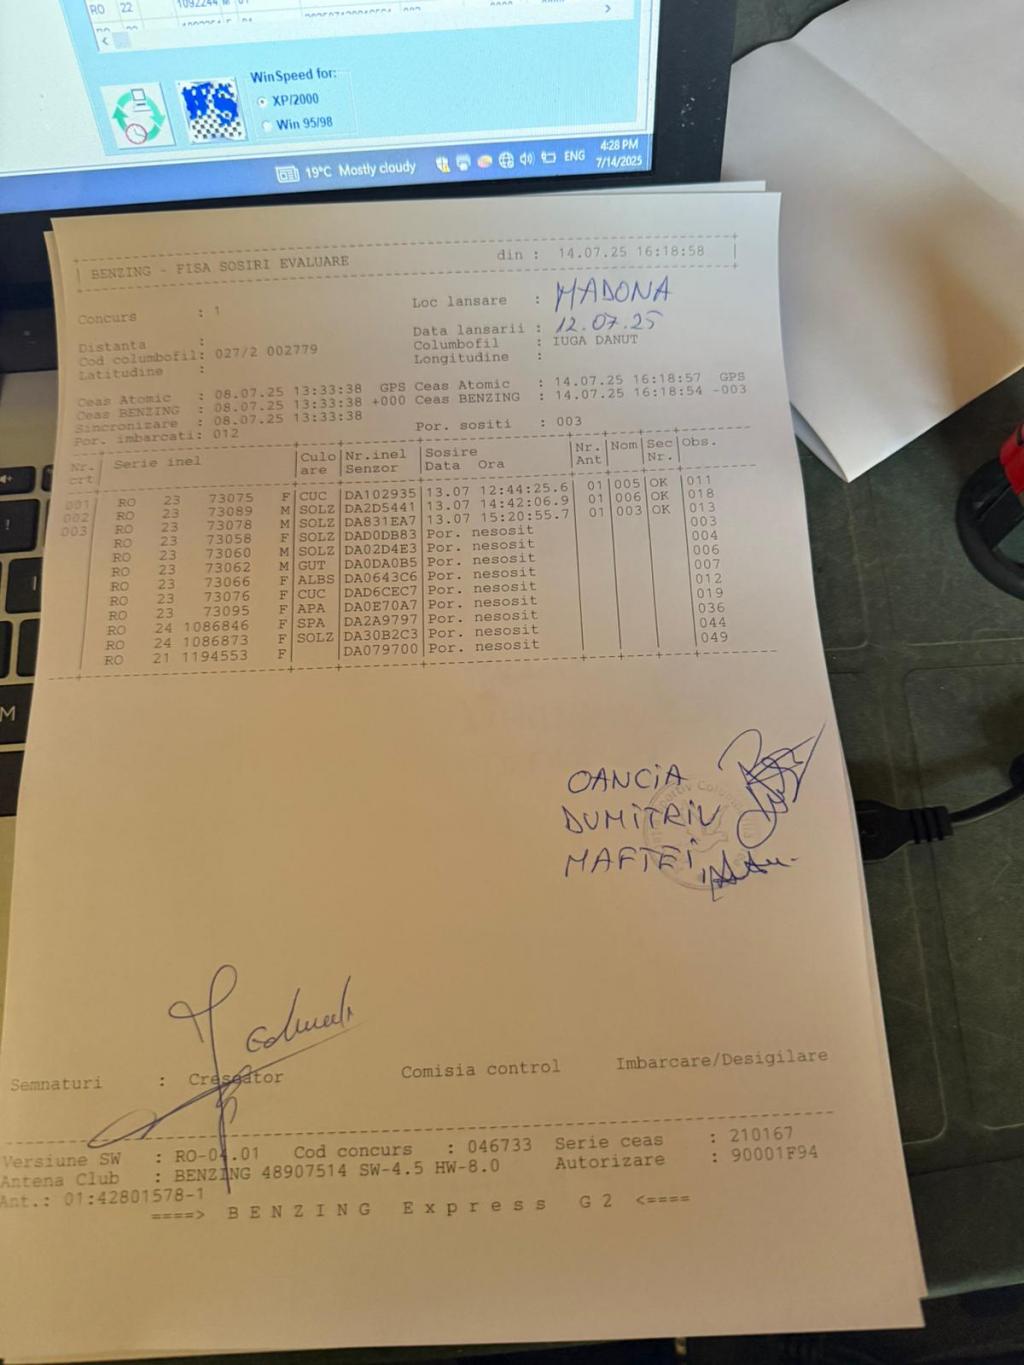 RO 22 1092244 M 01
WinSpeed for:
XP/2000
Win 95/98
WS
19°C Mostly cloudy ENG 4:28 PM
7/14/2025
BENZING - FISA SOSIRI EVALUARE din : 14.07.25 16:18:58
Concurs : 1 Loc lansare : MADONA
Data lansarii : 12.07.25
Distanta : Columbofil : IUGA DANUT
Cod columbofil: 027/2 002779 Longitudine :
Latitudine :
Ceas Atomic : 08.07.25 13:33:38 GPS Ceas Atomic : 14.07.25 16:18:57 GPS
Ceas BENZING : 08.07.25 13:33:38 +000 Ceas BENZING : 14.07.25 16:18:54 -003
Sincronizare : 08.07.25 13:33:38
Por. imbarcati: 012 Por. sositi : 003
Nr. Serie inel Culo Nr.inel Sosire Nr. Nom Sec Obs.
crt are Senzor Data Ora Ant Nr.
001 RO 23 73075 F CUC DA102935 13.07 12:44:25.6 01 005 OK 011
002 RO 23 73089 M SOLZ DA2D5441 13.07 14:42:06.9 01 006 OK 018
003 RO 23 73078 M SOLZ DA831EA7 13.07 15:20:55.7 01 003 OK 013
RO 23 73058 F SOLZ DAD0DB83 Por. nesosit 003
RO 23 73060 M SOLZ DA02D4E3 Por. nesosit 004
RO 23 73062 M GUT DA0DA0B5 Por. nesosit 006
RO 23 73066 F ALBS DA0643C6 Por. nesosit 007
RO 23 73076 F CUC DAD6CEC7 Por. nesosit 012
RO 23 73095 F APA DA0E70A7 Por. nesosit 019
RO 24 1086846 F SPA DA2A9797 Por. nesosit 036
RO 24 1086873 F SOLZ DA30B2C3 Por. nesosit 044
RO 21 1194553 F DA079700 Por. nesosit 049
OANCIA
DUMITRIU
MAFTEI
Semnaturi : Crescator Comisia control Imbarcare/Desigilare
Versiune SW : RO-04.01 Cod concurs : 046733 Serie ceas : 210167
Antena Club : BENZING 48907514 SW-4.5 HW-8.0 Autorizare : 90001F94
Ant.: 01:42801578-1
====> BENZING Express G2 <====